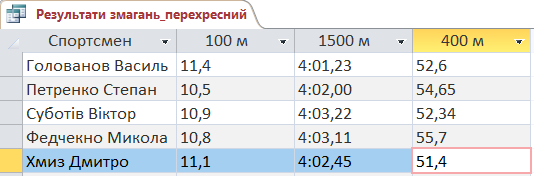 Результати змагань_перехресний
Спортсмен 100 м 1500 м 400 м
Голованов Василь 11,4 4:01,23 52,6
Петренко Степан 10,5 4:02,00 54,65
Суботів Віктор 10,9 4:03,22 52,34
Федчекно Микола 10,8 4:03,11 55,7
Хмиз Дмитро 11,1 4:02,45 51,4